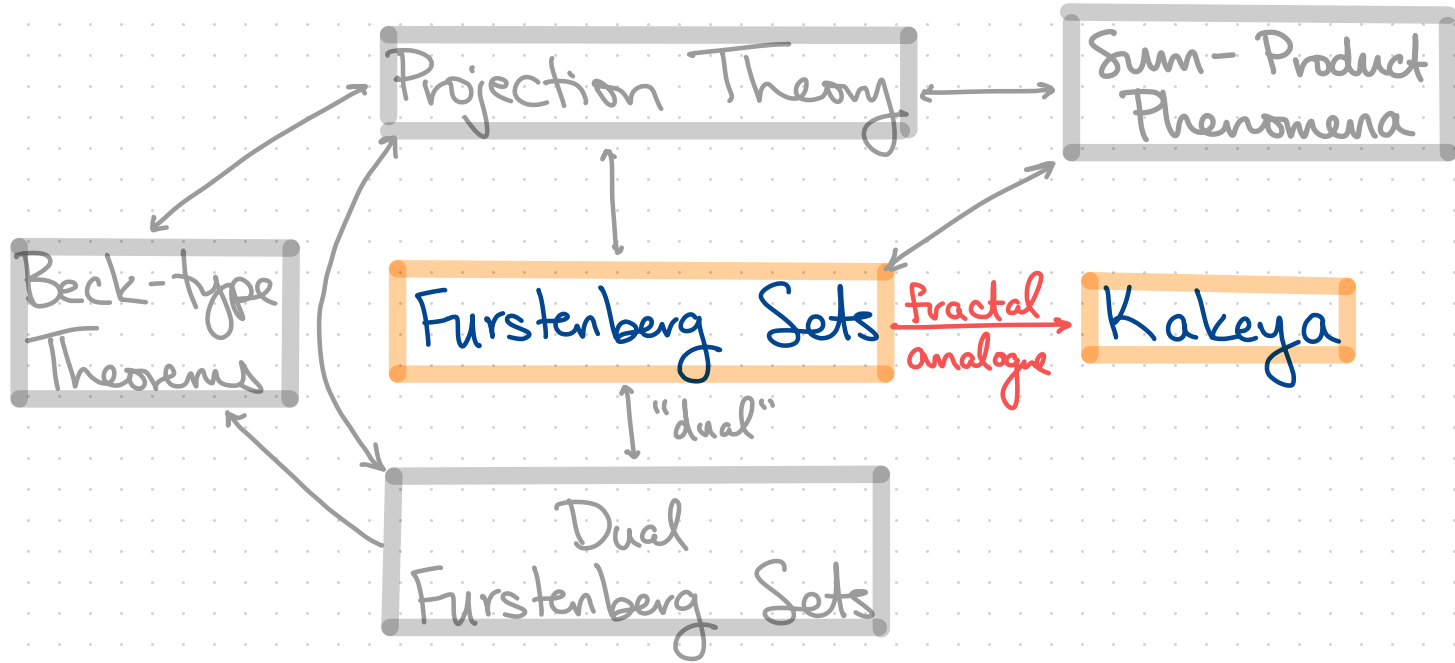 Projection Theory
Sum-Product
Phenomena
Beck-type
Theorems
Furstenberg Sets
fractal
analogue
Kakeya
"dual"
Dual
Furstenberg Sets